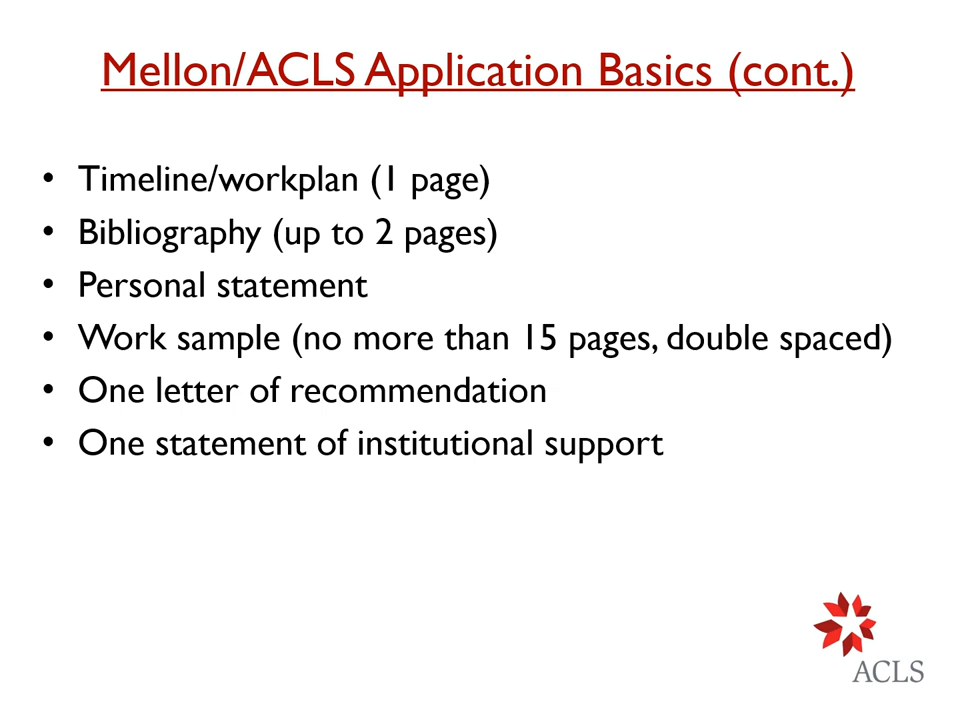 Mellon/ACLS Application Basics (cont.)
• Timeline/workplan (1 page)
• Bibliography (up to 2 pages)
• Personal statement
• Work sample (no more than 15 pages, double spaced)
• One letter of recommendation
• One statement of institutional support
ACLS